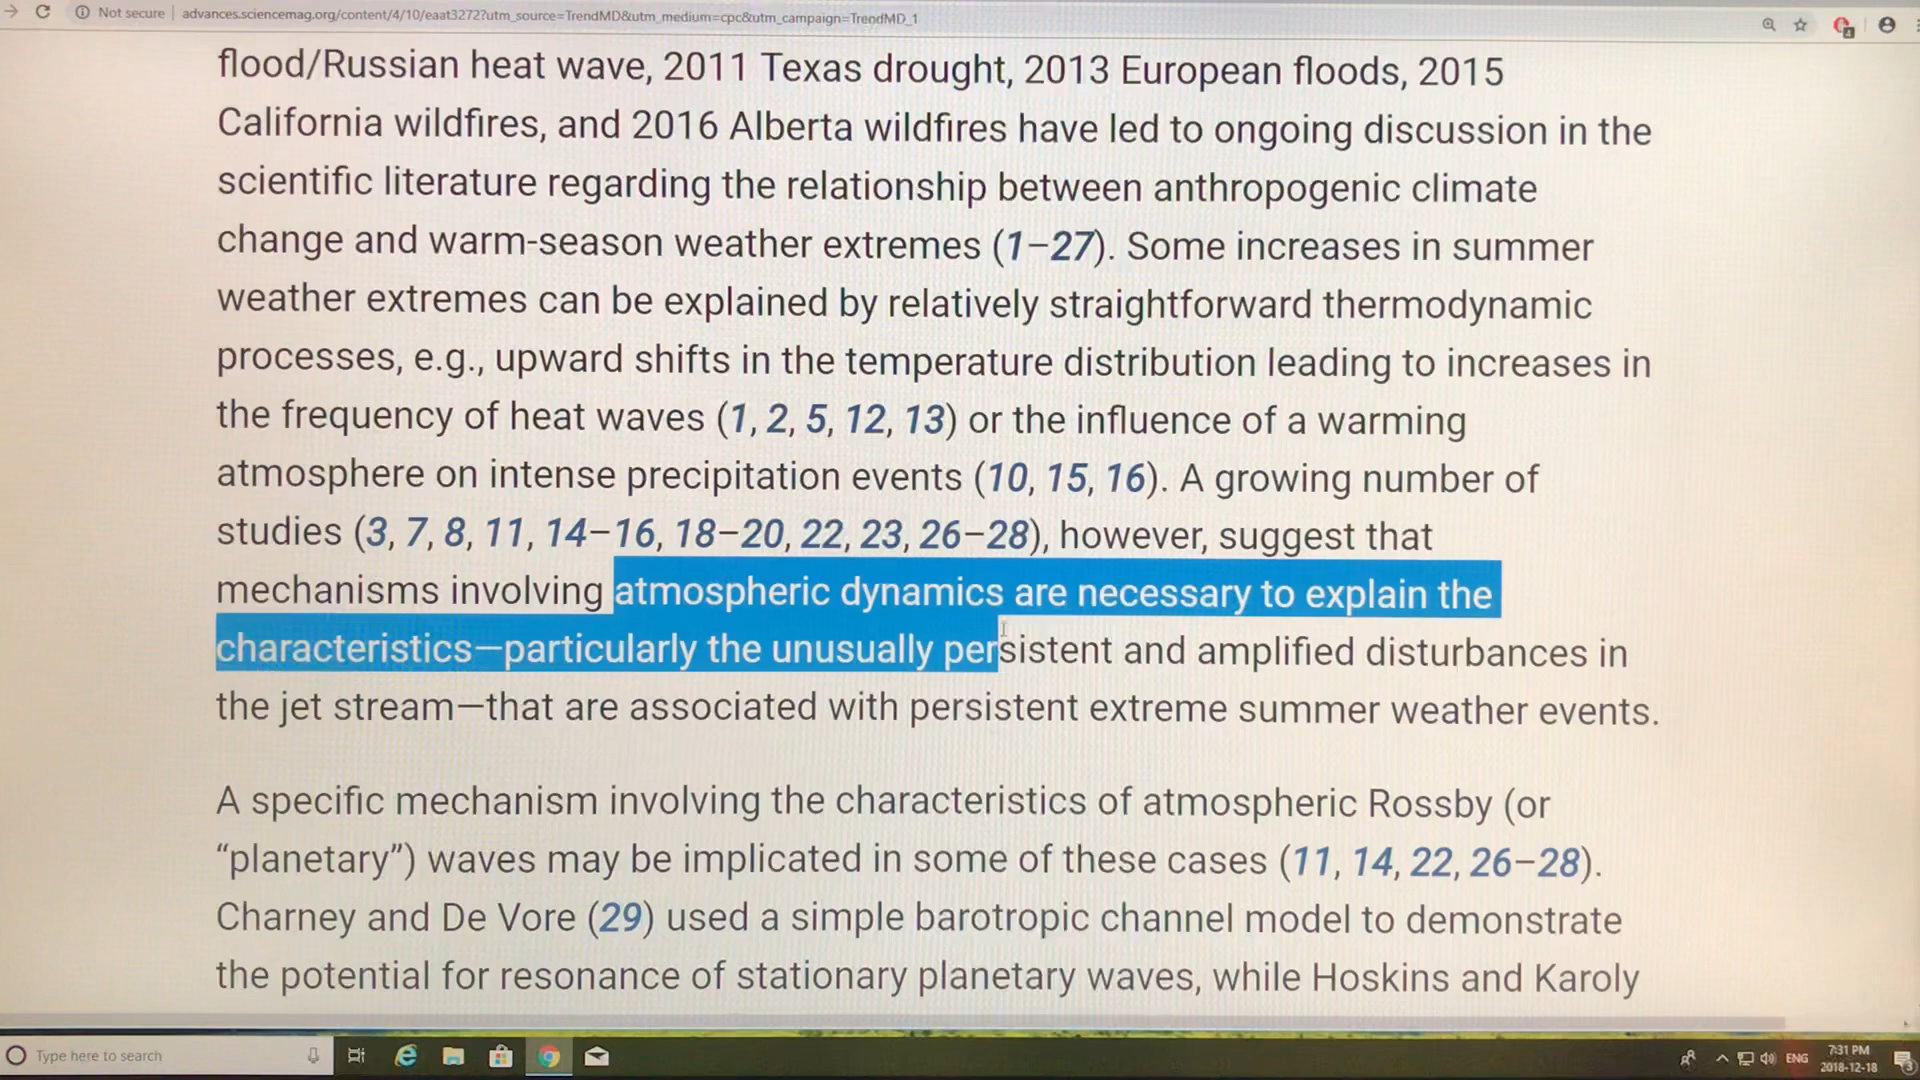 Not secure | advances.sciencemag.org/content/4/10/eaat3272?utm_source=TrendMD&utm_medium=cpc&utm_campaign=TrendMD_1
flood/Russian heat wave, 2011 Texas drought, 2013 European floods, 2015
California wildfires, and 2016 Alberta wildfires have led to ongoing discussion in the
scientific literature regarding the relationship between anthropogenic climate
change and warm-season weather extremes (1–27). Some increases in summer
weather extremes can be explained by relatively straightforward thermodynamic
processes, e.g., upward shifts in the temperature distribution leading to increases in
the frequency of heat waves (1, 2, 5, 12, 13) or the influence of a warming
atmosphere on intense precipitation events (10, 15, 16). A growing number of
studies (3, 7, 8, 11, 14–16, 18–20, 22, 23, 26–28), however, suggest that
mechanisms involving atmospheric dynamics are necessary to explain the
characteristics—particularly the unusually persistent and amplified disturbances in
the jet stream—that are associated with persistent extreme summer weather events.
A specific mechanism involving the characteristics of atmospheric Rossby (or
“planetary”) waves may be implicated in some of these cases (11, 14, 22, 26–28).
Charney and De Vore (29) used a simple barotropic channel model to demonstrate
the potential for resonance of stationary planetary waves, while Hoskins and Karoly
Type here to search
ENG
7:31 PM
2018-12-18